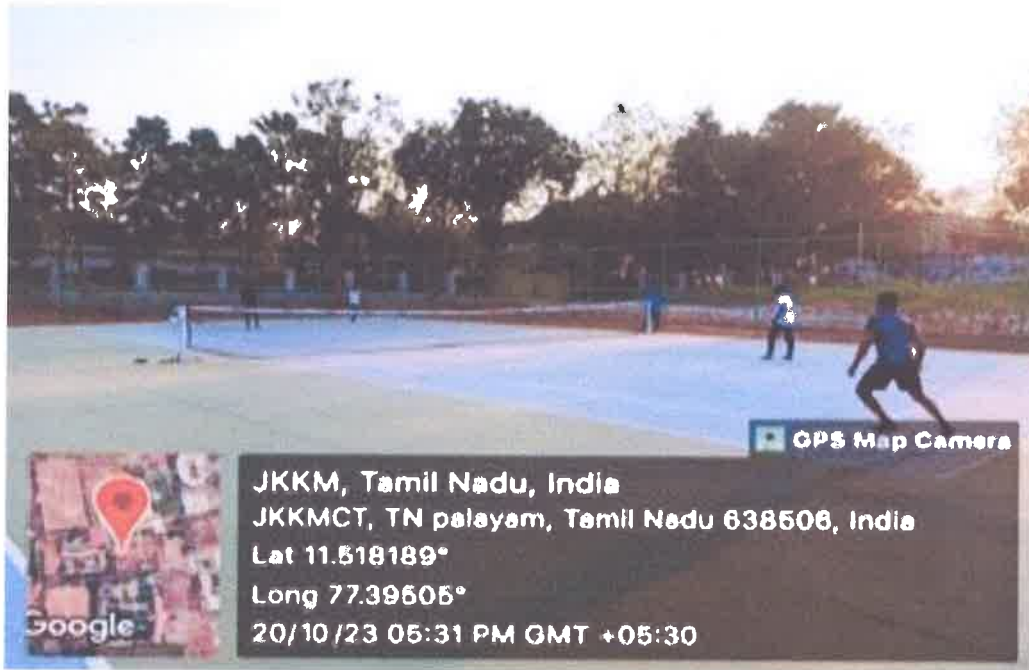 GPS Map Camera
JKKM, Tamil Nadu, India
JKKMCT, TN palayam, Tamil Nadu 638506, India
Lat 11.518189°
Long 77.39505°
20/10/23 05:31 PM GMT +05:30
Google